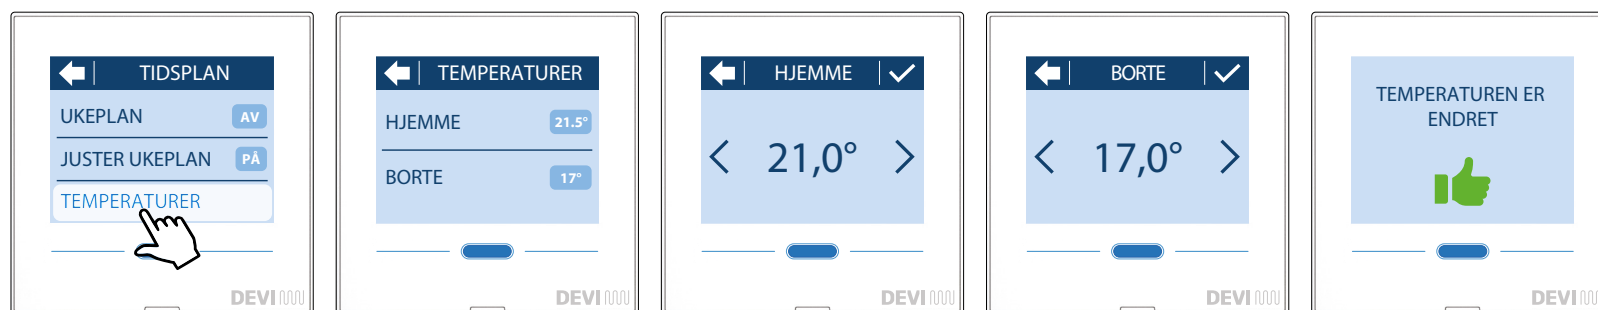 TIDSPLAN
UKEPLAN AV
JUSTER UKEPLAN PÅ
TEMPERATURER
DEVI
TEMPERATURER
HJEMME 21.5°
BORTE 17°
DEVI
HJEMME
21,0°
DEVI
BORTE
17,0°
DEVI
TEMPERATUREN ER
ENDRET
DEVI